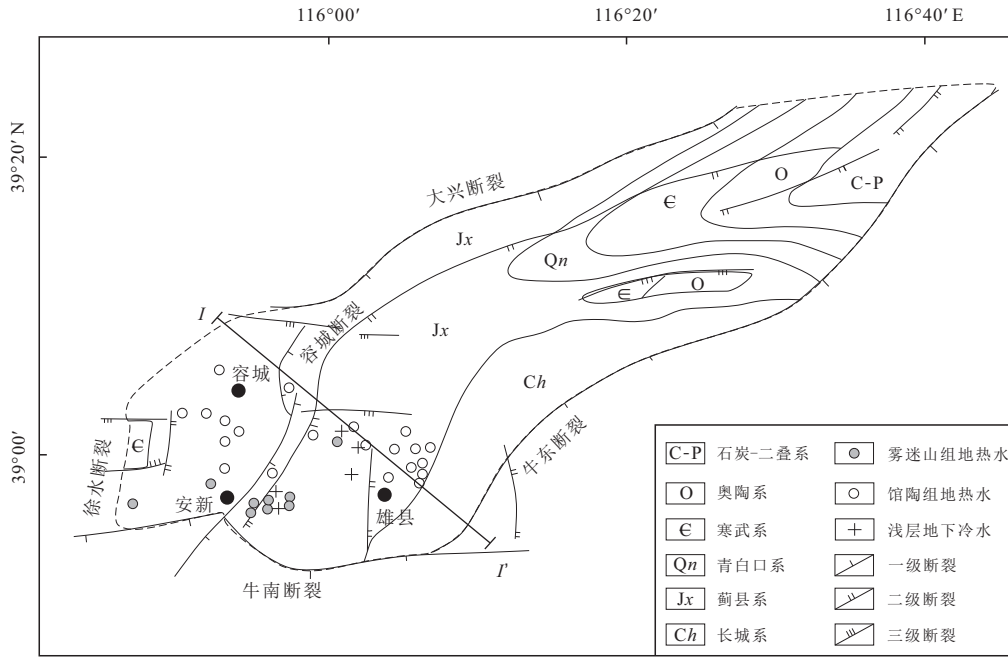 116°00′ 116°20′ 116°40′ E
39°20′ N
大兴断裂
O
C-P
Є
Jx
Qn
Є O
I
容城断裂
Jx
容城
Ch
39°00′
徐水断裂
Є
牛东断裂
安新
雄县
I′
牛南断裂
C-P 石炭-二叠系
O 奥陶系
Є 寒武系
Qn 青白口系
Jx 蓟县系
Ch 长城系
雾迷山组地热水
馆陶组地热水
浅层地下冷水
一级断裂
二级断裂
三级断裂